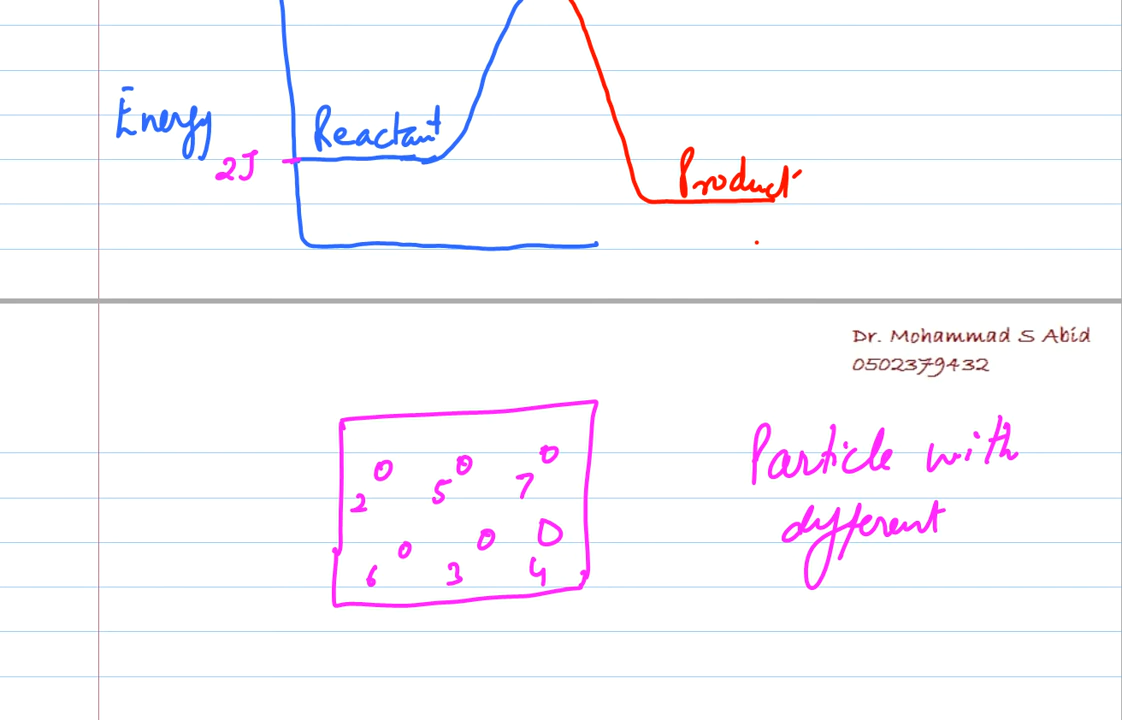 Energy
Reactant
2J
Product
Dr. Mohammad S Abid
0502379432
Particle with
different
2 5 7
6 3 4